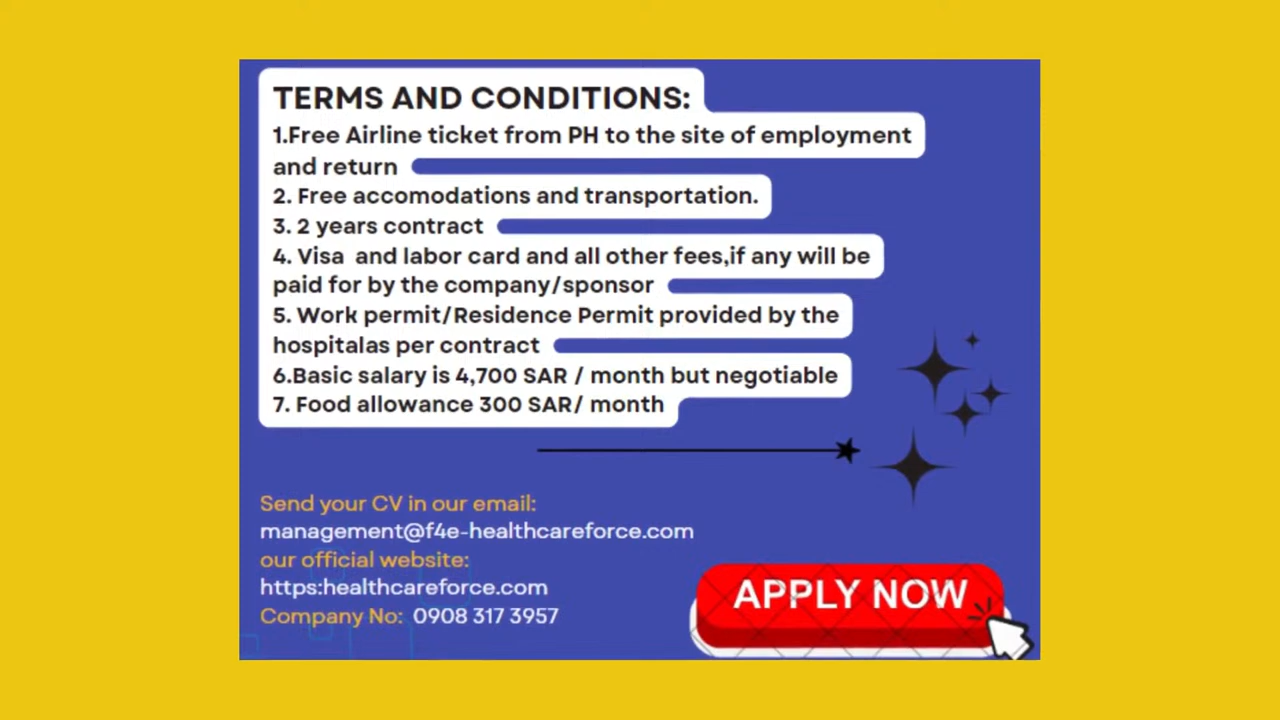 TERMS AND CONDITIONS:
1.Free Airline ticket from PH to the site of employment
and return
2. Free accomodations and transportation.
3. 2 years contract
4. Visa  and labor card and all other fees,if any will be
paid for by the company/sponsor
5. Work permit/Residence Permit provided by the
hospitalas per contract
6.Basic salary is 4,700 SAR / month but negotiable
7. Food allowance 300 SAR/ month
Send your CV in our email:
management@f4e-healthcareforce.com
our official website:
https:healthcareforce.com
Company No: 0908 317 3957
APPLY NOW